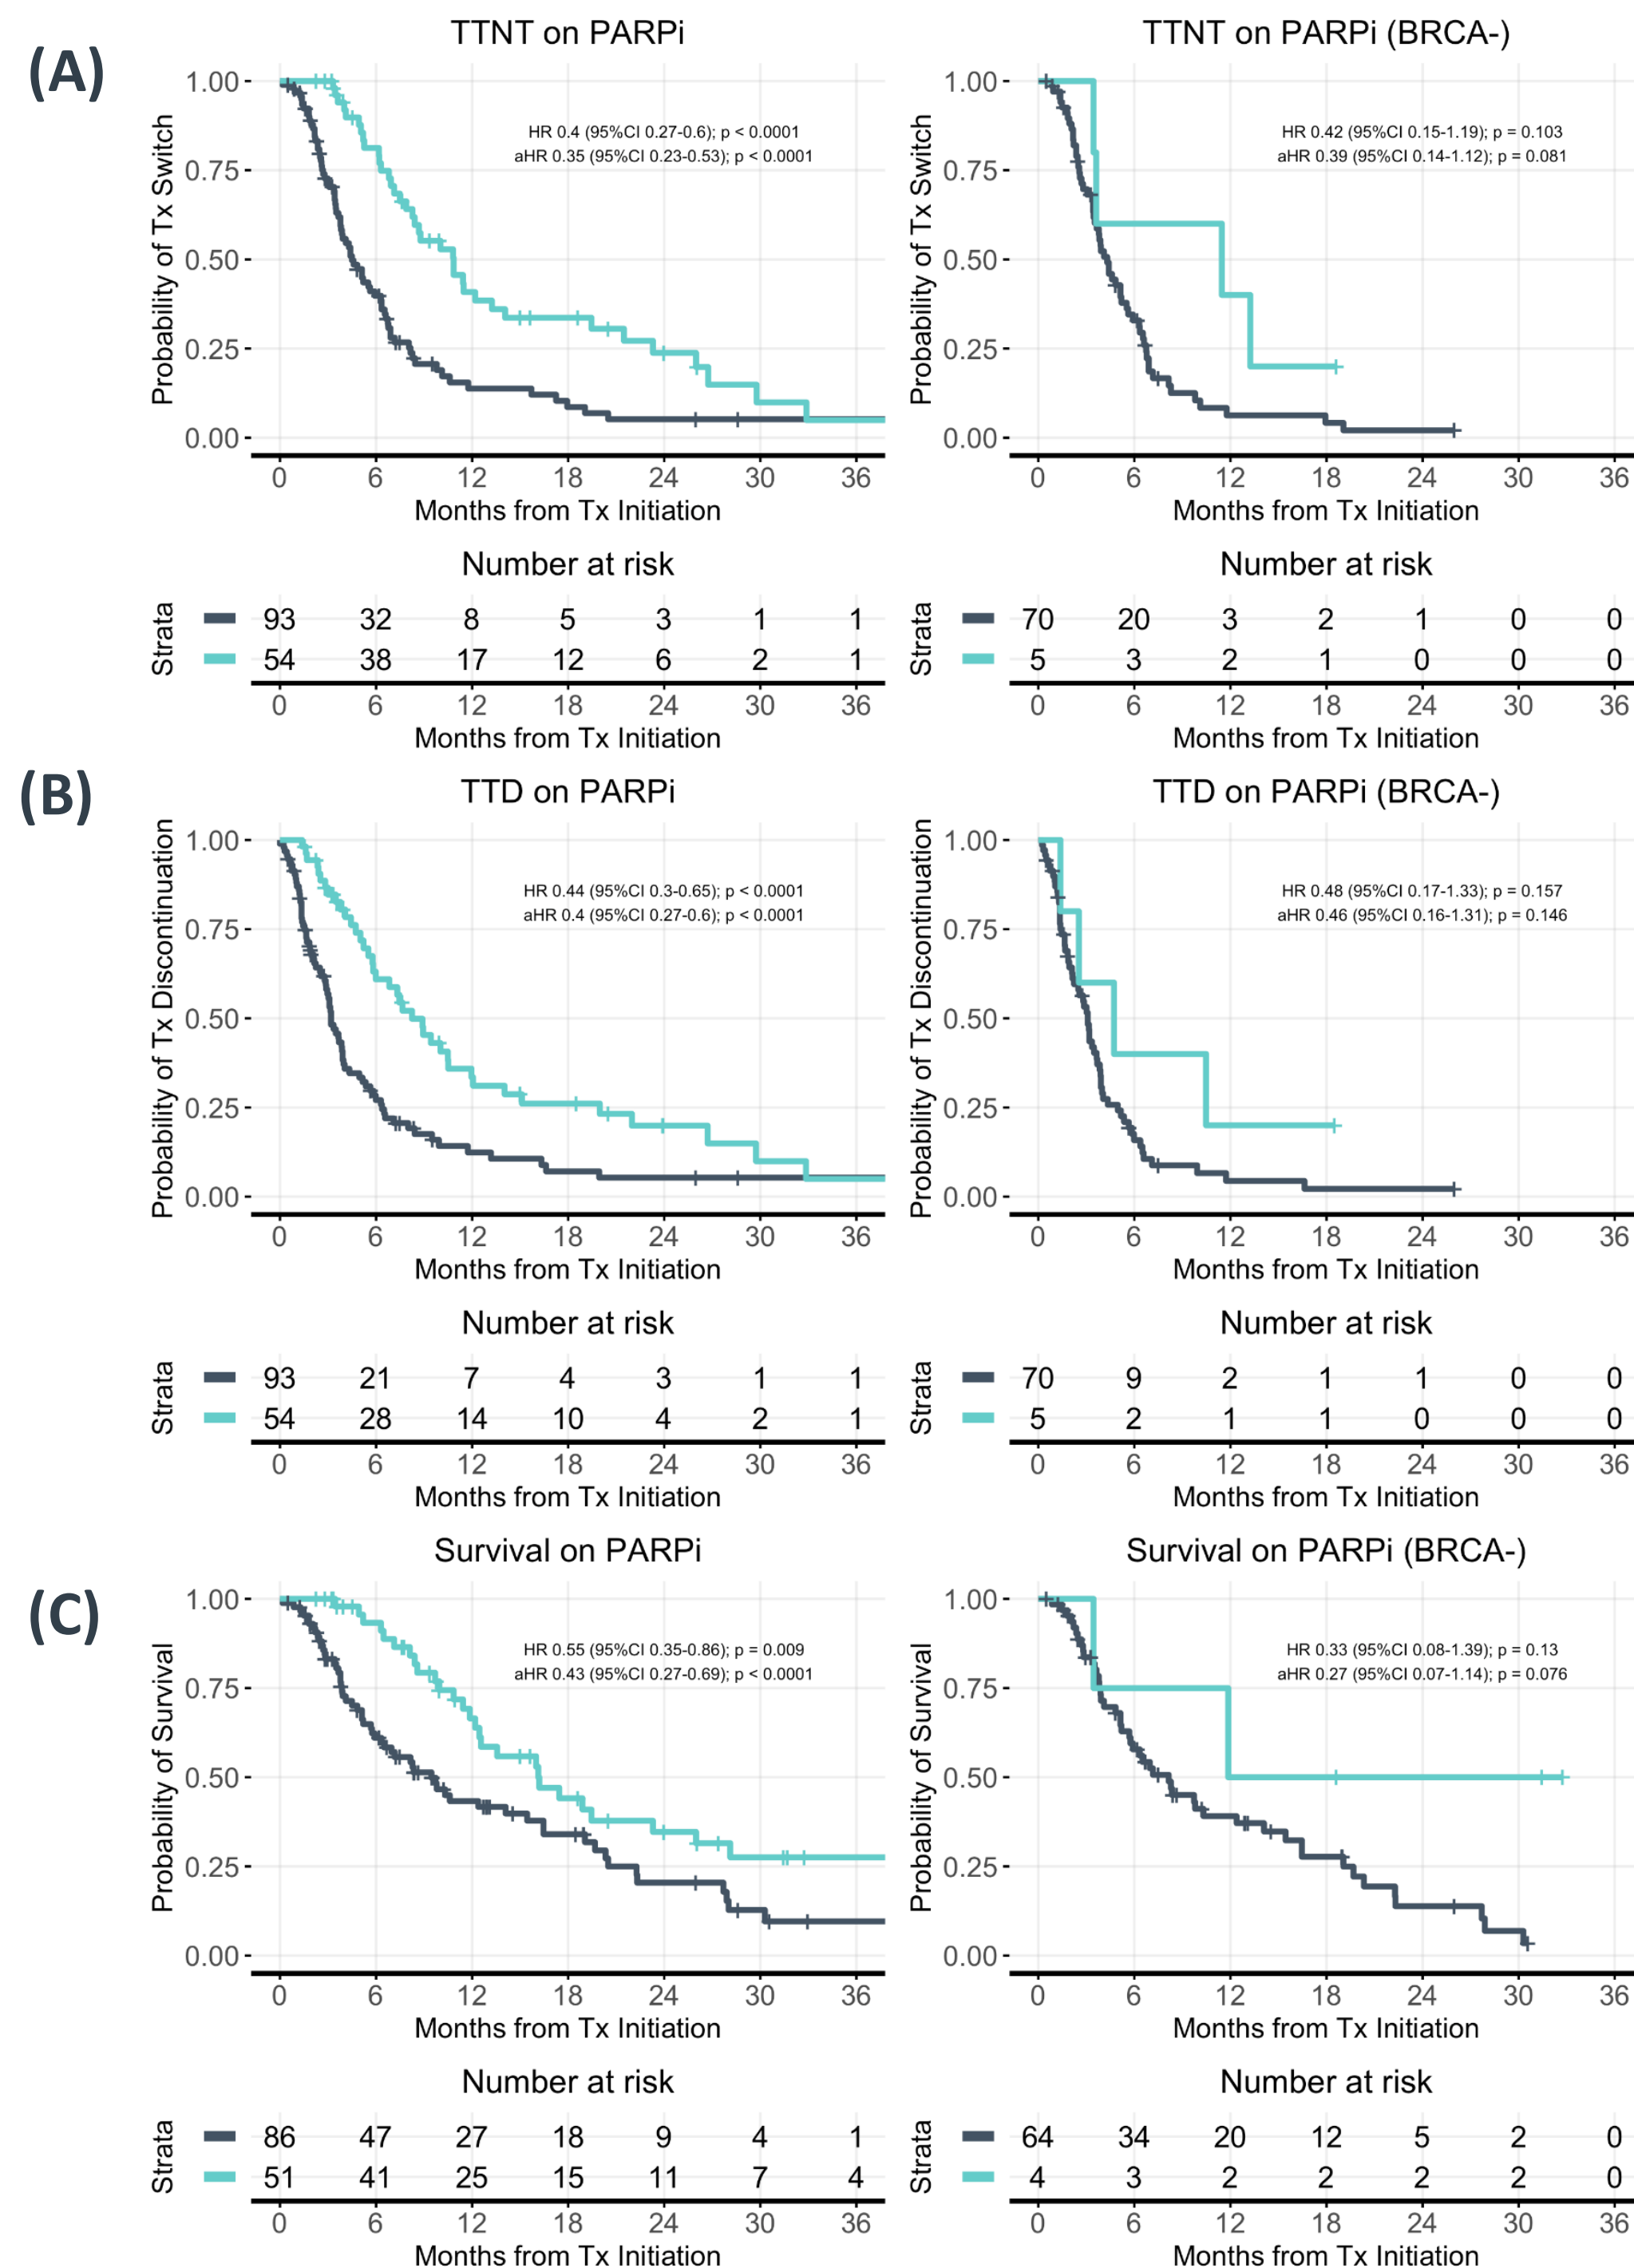 (A)
TTNT on PARPi
Probability of Tx Switch
1.00
0.75
0.50
0.25
0.00
HR 0.4 (95%CI 0.27-0.6); p < 0.0001
aHR 0.35 (95%CI 0.23-0.53); p < 0.0001
0 6 12 18 24 30 36
Months from Tx Initiation
Number at risk
Strata
93 32 8 5 3 1 1
54 38 17 12 6 2 1
0 6 12 18 24 30 36
Months from Tx Initiation
TTNT on PARPi (BRCA-)
Probability of Tx Switch
1.00
0.75
0.50
0.25
0.00
HR 0.42 (95%CI 0.15-1.19); p = 0.103
aHR 0.39 (95%CI 0.14-1.12); p = 0.081
0 6 12 18 24 30 36
Months from Tx Initiation
Number at risk
Strata
70 20 3 2 1 0 0
5 3 2 1 0 0 0
0 6 12 18 24 30 36
Months from Tx Initiation
(B)
TTD on PARPi
Probability of Tx Discontinuation
1.00
0.75
0.50
0.25
0.00
HR 0.44 (95%CI 0.3-0.65); p < 0.0001
aHR 0.4 (95%CI 0.27-0.6); p < 0.0001
0 6 12 18 24 30 36
Months from Tx Initiation
Number at risk
Strata
93 21 7 4 3 1 1
54 28 14 10 4 2 1
0 6 12 18 24 30 36
Months from Tx Initiation
TTD on PARPi (BRCA-)
Probability of Tx Discontinuation
1.00
0.75
0.50
0.25
0.00
HR 0.48 (95%CI 0.17-1.33); p = 0.157
aHR 0.46 (95%CI 0.16-1.31); p = 0.146
0 6 12 18 24 30 36
Months from Tx Initiation
Number at risk
Strata
70 9 2 1 1 0 0
5 2 1 1 0 0 0
0 6 12 18 24 30 36
Months from Tx Initiation
(C)
Survival on PARPi
Probability of Survival
1.00
0.75
0.50
0.25
0.00
HR 0.55 (95%CI 0.35-0.86); p = 0.009
aHR 0.43 (95%CI 0.27-0.69); p < 0.0001
0 6 12 18 24 30 36
Months from Tx Initiation
Number at risk
Strata
86 47 27 18 9 4 1
51 41 25 15 11 7 4
0 6 12 18 24 30 36
Months from Tx Initiation
Survival on PARPi (BRCA-)
Probability of Survival
1.00
0.75
0.50
0.25
0.00
HR 0.33 (95%CI 0.08-1.39); p = 0.13
aHR 0.27 (95%CI 0.07-1.14); p = 0.076
0 6 12 18 24 30 36
Months from Tx Initiation
Number at risk
Strata
64 34 20 12 5 2 0
4 3 2 2 2 2 0
0 6 12 18 24 30 36
Months from Tx Initiation